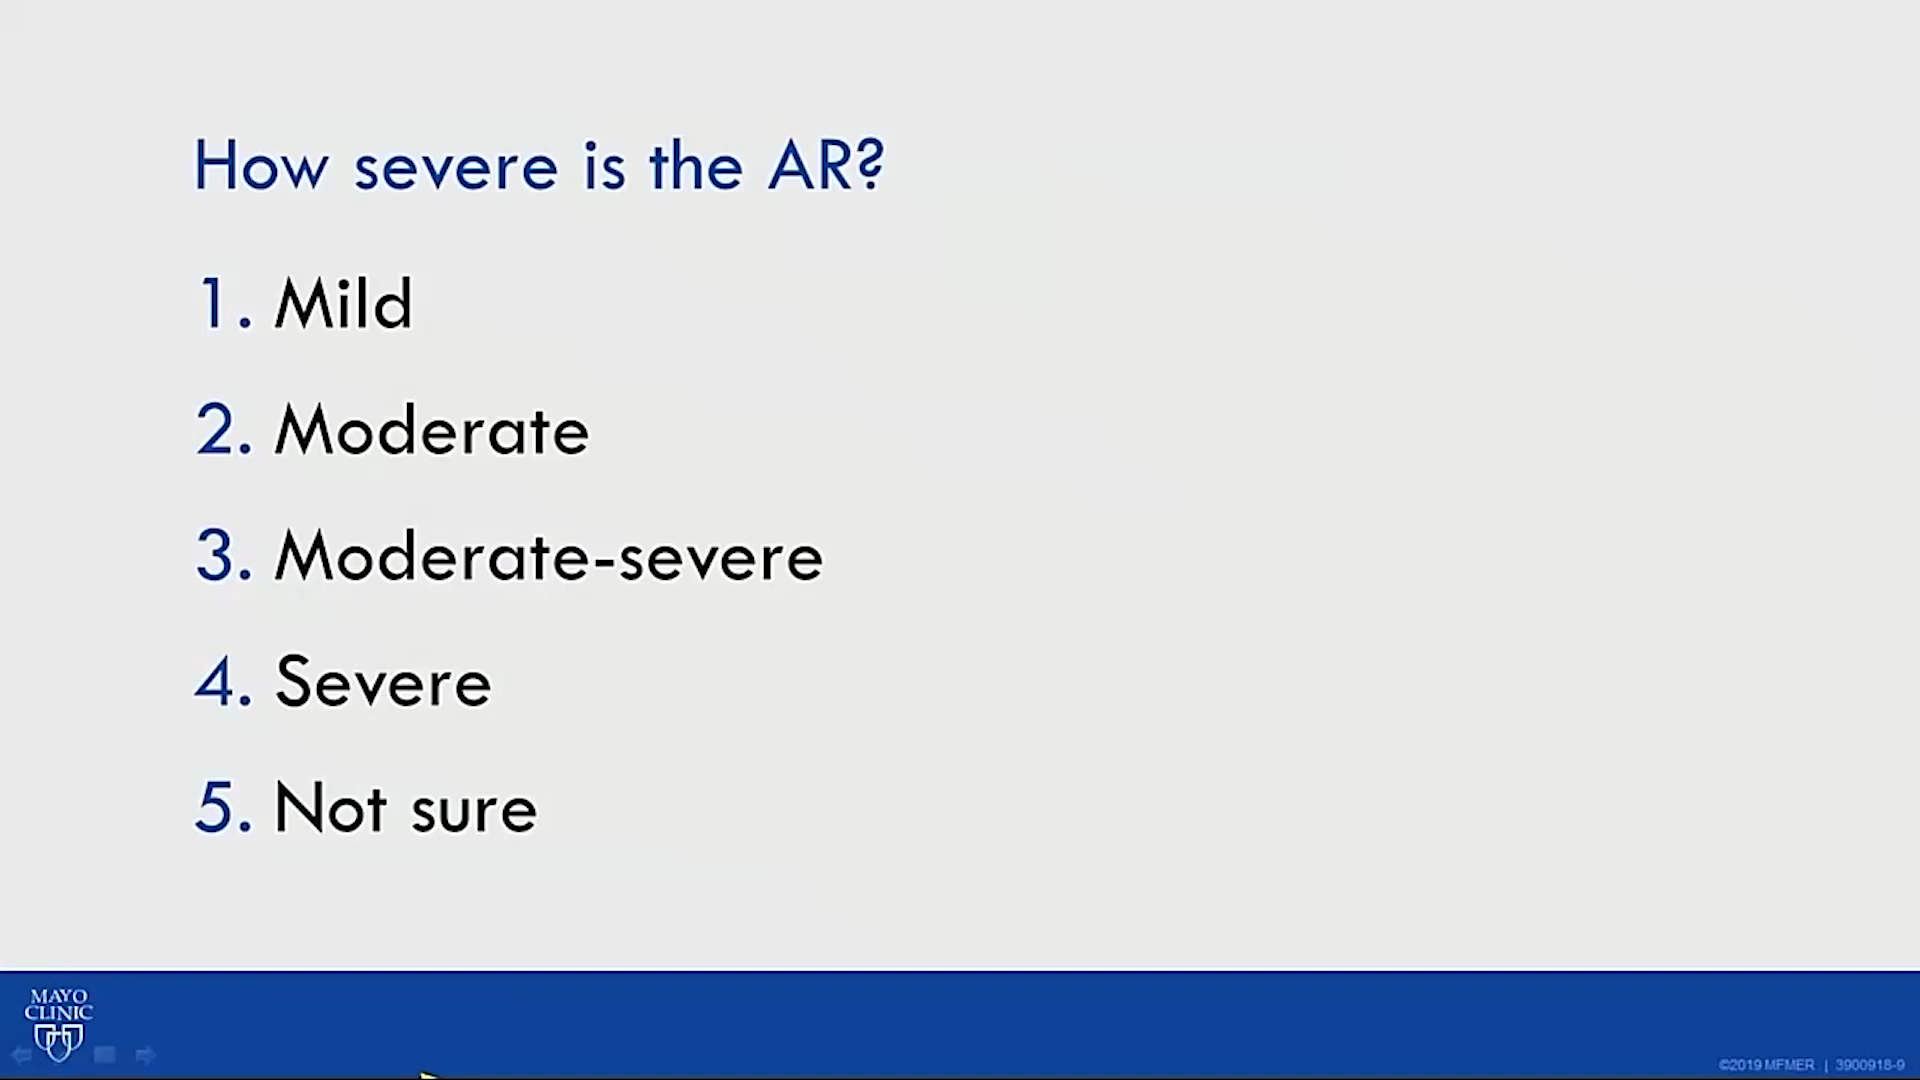 How severe is the AR?
1. Mild
2. Moderate
3. Moderate-severe
4. Severe
5. Not sure
MAYO
CLINIC
©2019 MFMER | 3900918-9